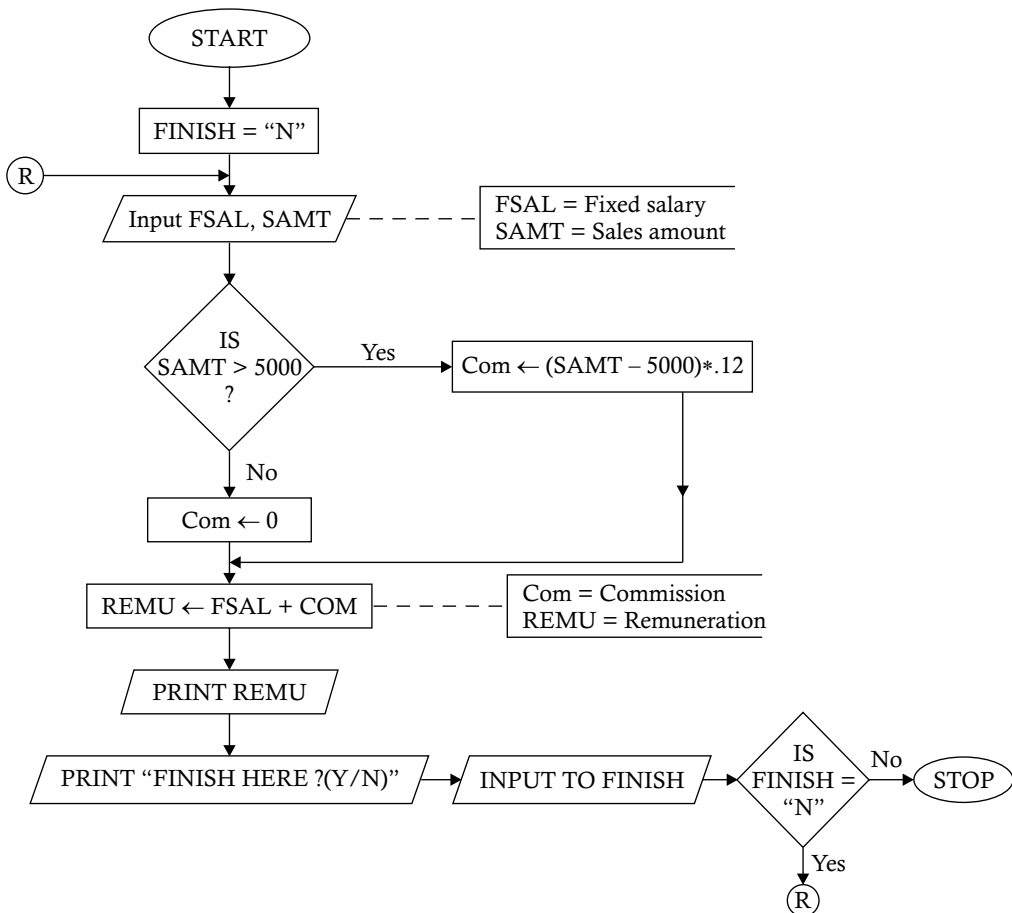 START
FINISH = “N”
R
Input FSAL, SAMT
FSAL = Fixed salary
SAMT = Sales amount
IS
SAMT > 5000
?
Yes
Com ← (SAMT – 5000)*.12
No
Com ← 0
REMU ← FSAL + COM
Com = Commission
REMU = Remuneration
PRINT REMU
PRINT “FINISH HERE ?(Y/N)”
INPUT TO FINISH
IS
FINISH =
“N”
No
STOP
Yes
R